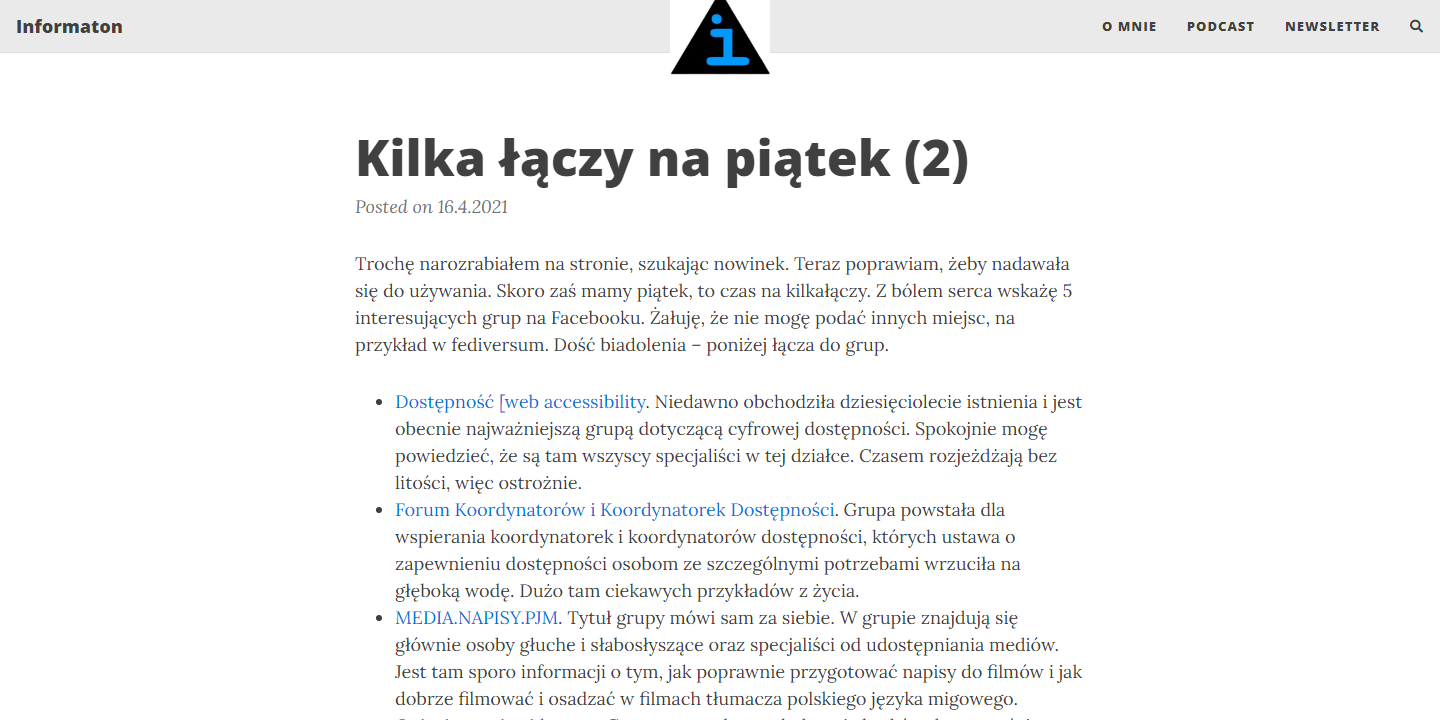 Informaton
i
O MNIE
PODCAST
NEWSLETTER
Kilka łączy na piątek (2)
Posted on 16.4.2021
Trochę narozrabiałem na stronie, szukając nowinek. Teraz poprawiam, żeby nadawała
się do używania. Skoro zaś mamy piątek, to czas na kilkałączy. Z bólem serca wskażę 5
interesujących grup na Facebooku. Żałuję, że nie mogę podać innych miejsc, na
przykład w fediversum. Dość biadolenia – poniżej łącza do grup.
Dostępność [web accessibility. Niedawno obchodziła dziesięciolecie istnienia i jest
obecnie najważniejszą grupą dotyczącą cyfrowej dostępności. Spokojnie mogę
powiedzieć, że są tam wszyscy specjaliści w tej działce. Czasem rozjeżdżają bez
litości, więc ostrożnie.
Forum Koordynatorów i Koordynatorek Dostępności. Grupa powstała dla
wspierania koordynatorek i koordynatorów dostępności, których ustawa o
zapewnieniu dostępności osobom ze szczególnymi potrzebami wrzuciła na
głęboką wodę. Dużo tam ciekawych przykładów z życia.
MEDIA.NAPISY.PJM. Tytuł grupy mówi sam za siebie. W grupie znajdują się
głównie osoby głuche i słabosłyszące oraz specjaliści od udostępniania mediów.
Jest tam sporo informacji o tym, jak poprawnie przygotować napisy do filmów i jak
dobrze filmować i osadzać w filmach tłumacza polskiego języka migowego.